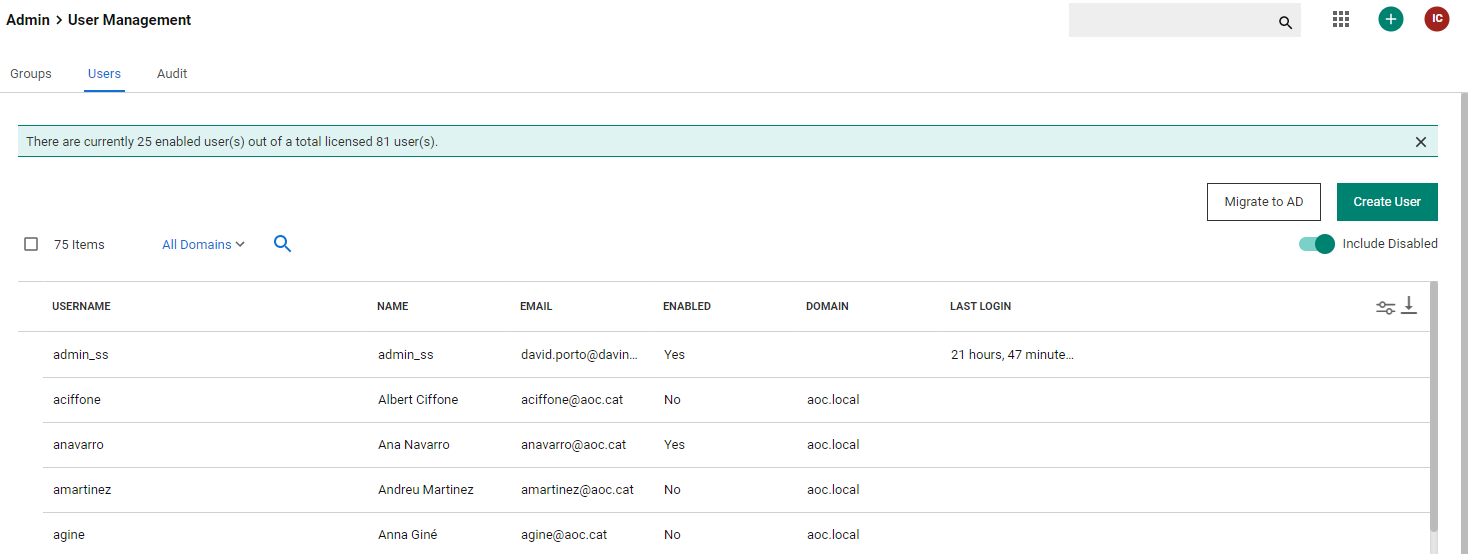 Admin > User Management
IC
Groups Users Audit
There are currently 25 enabled user(s) out of a total licensed 81 user(s).
Migrate to AD Create User
75 Items All Domains Include Disabled
USERNAME NAME EMAIL ENABLED DOMAIN LAST LOGIN
admin_ss admin_ss david.porto@davin... Yes 21 hours, 47 minute...
aciffone Albert Ciffone aciffone@aoc.cat No aoc.local
anavarro Ana Navarro anavarro@aoc.cat Yes aoc.local
amartinez Andreu Martinez amartinez@aoc.cat No aoc.local
agine Anna Giné agine@aoc.cat No aoc.local